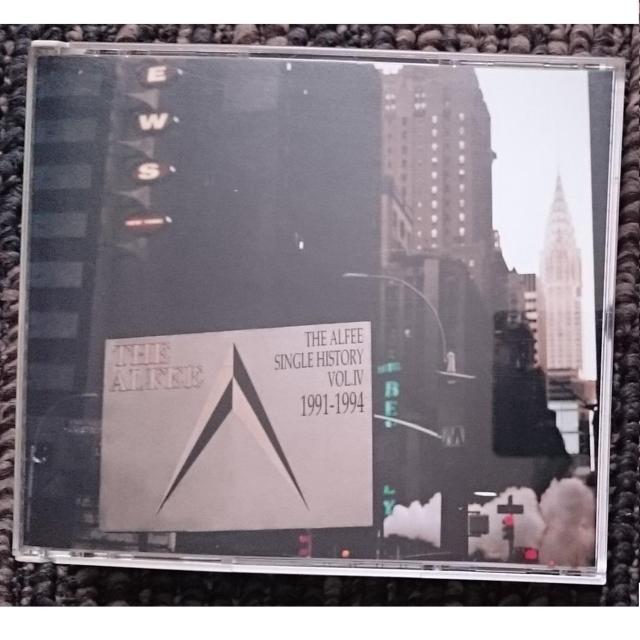 E
W
S
THE
ALFEE
THE ALFEE
SINGLE HISTORY
VOL.IV
1991-1994